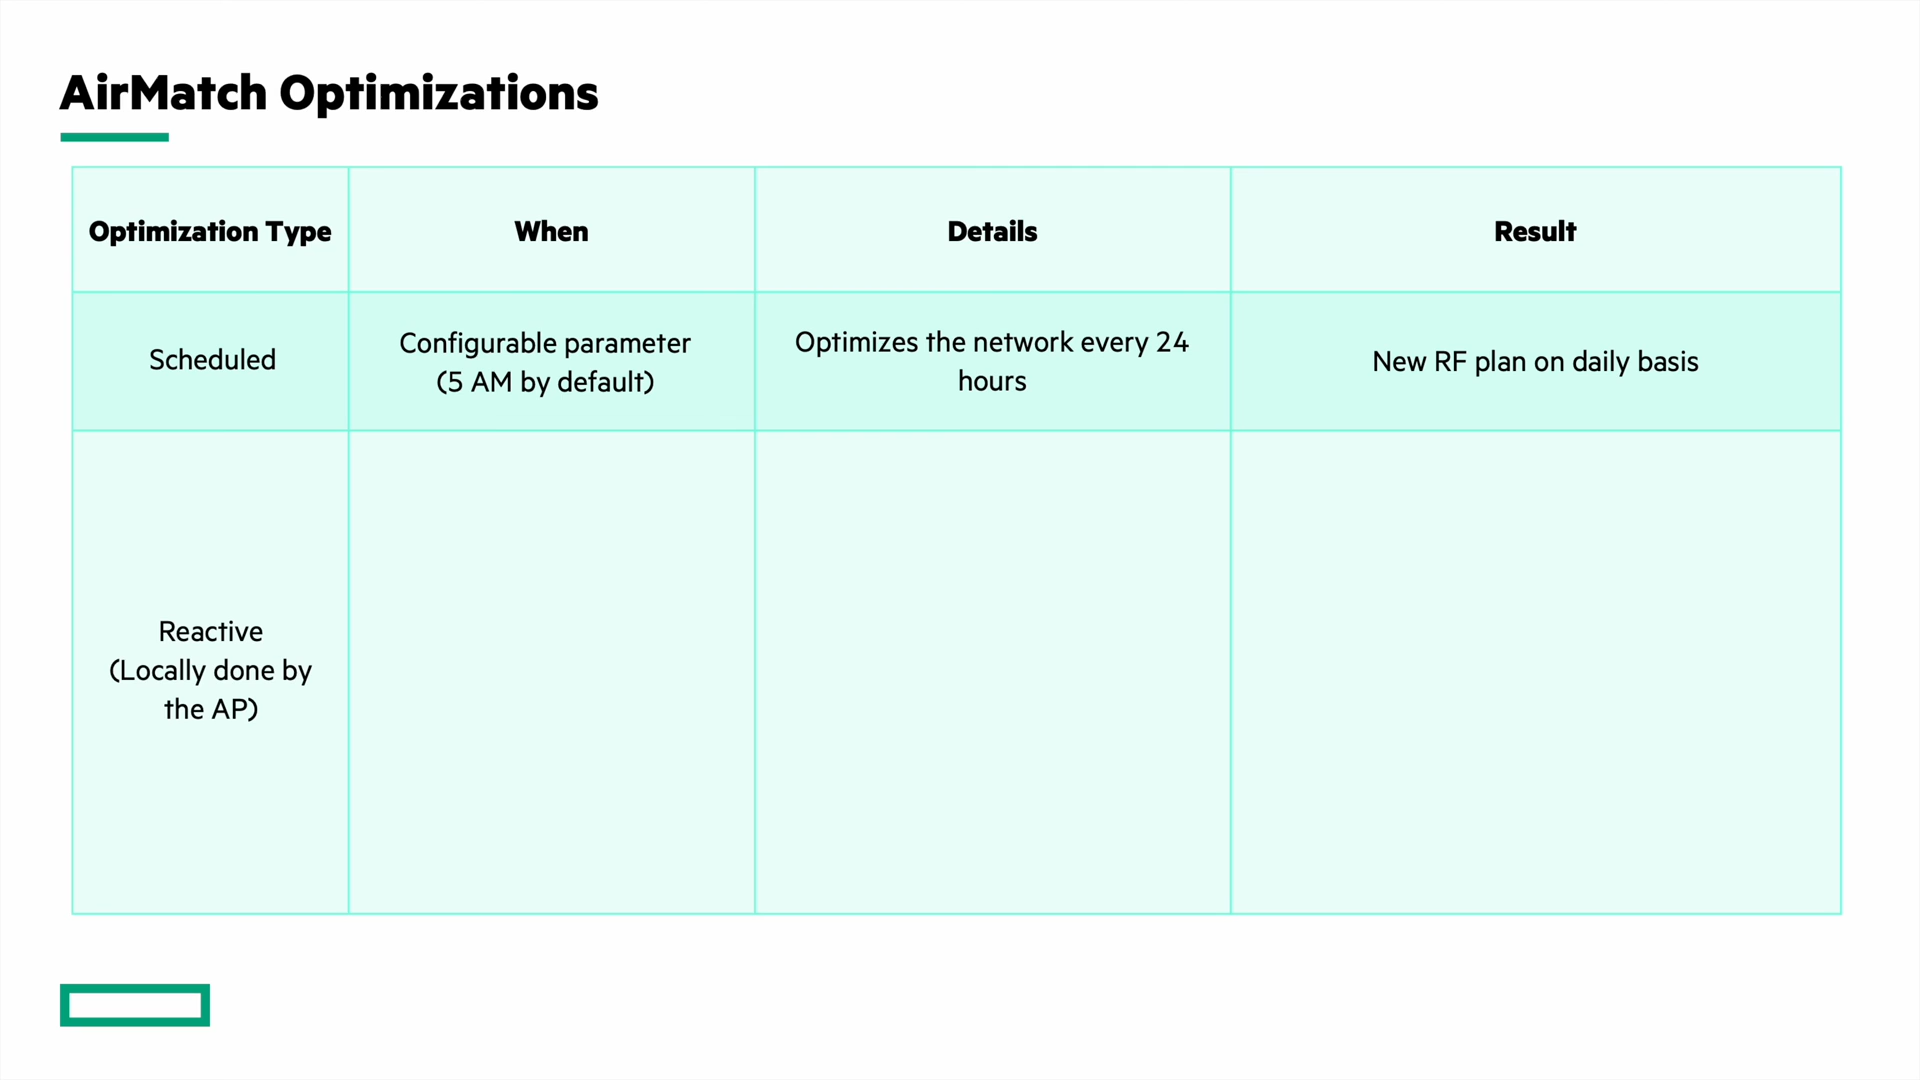 AirMatch Optimizations
Optimization Type
When
Details
Result
Scheduled
Configurable parameter
(5 AM by default)
Optimizes the network every 24
hours
New RF plan on daily basis
Reactive
(Locally done by
the AP)